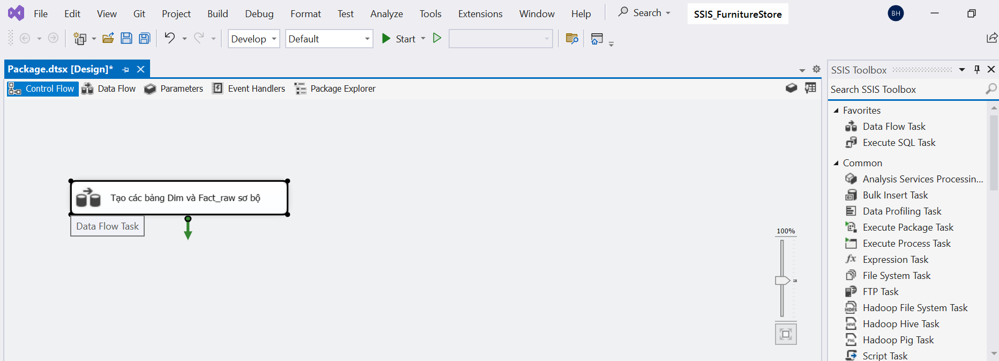 File Edit View Git Project Build Debug Format Test Analyze Tools Extensions Window Help Search SSIS_FurnitureStore BH
Develop Default Start
Package.dtsx [Design]*
SSIS Toolbox
Control Flow Data Flow Parameters Event Handlers Package Explorer
Search SSIS Toolbox
Favorites
Data Flow Task
Execute SQL Task
Common
Analysis Services Processin...
Bulk Insert Task
Data Profiling Task
Execute Package Task
Execute Process Task
Expression Task
File System Task
FTP Task
Hadoop File System Task
Hadoop Hive Task
Hadoop Pig Task
Script Task
Tạo các bảng Dim và Fact_raw sơ bộ
Data Flow Task
100%